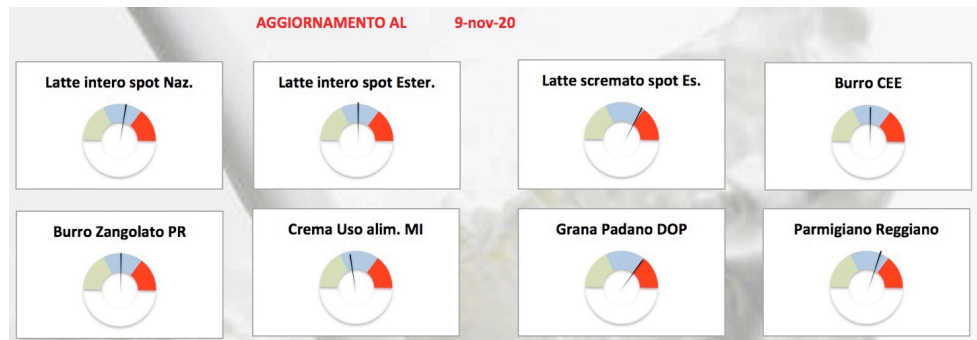 AGGIORNAMENTO AL 9-nov-20
Latte intero spot Naz. Latte intero spot Ester. Latte scremato spot Es. Burro CEE
Burro Zangolato PR Crema Uso alim. MI Grana Padano DOP Parmigiano Reggiano